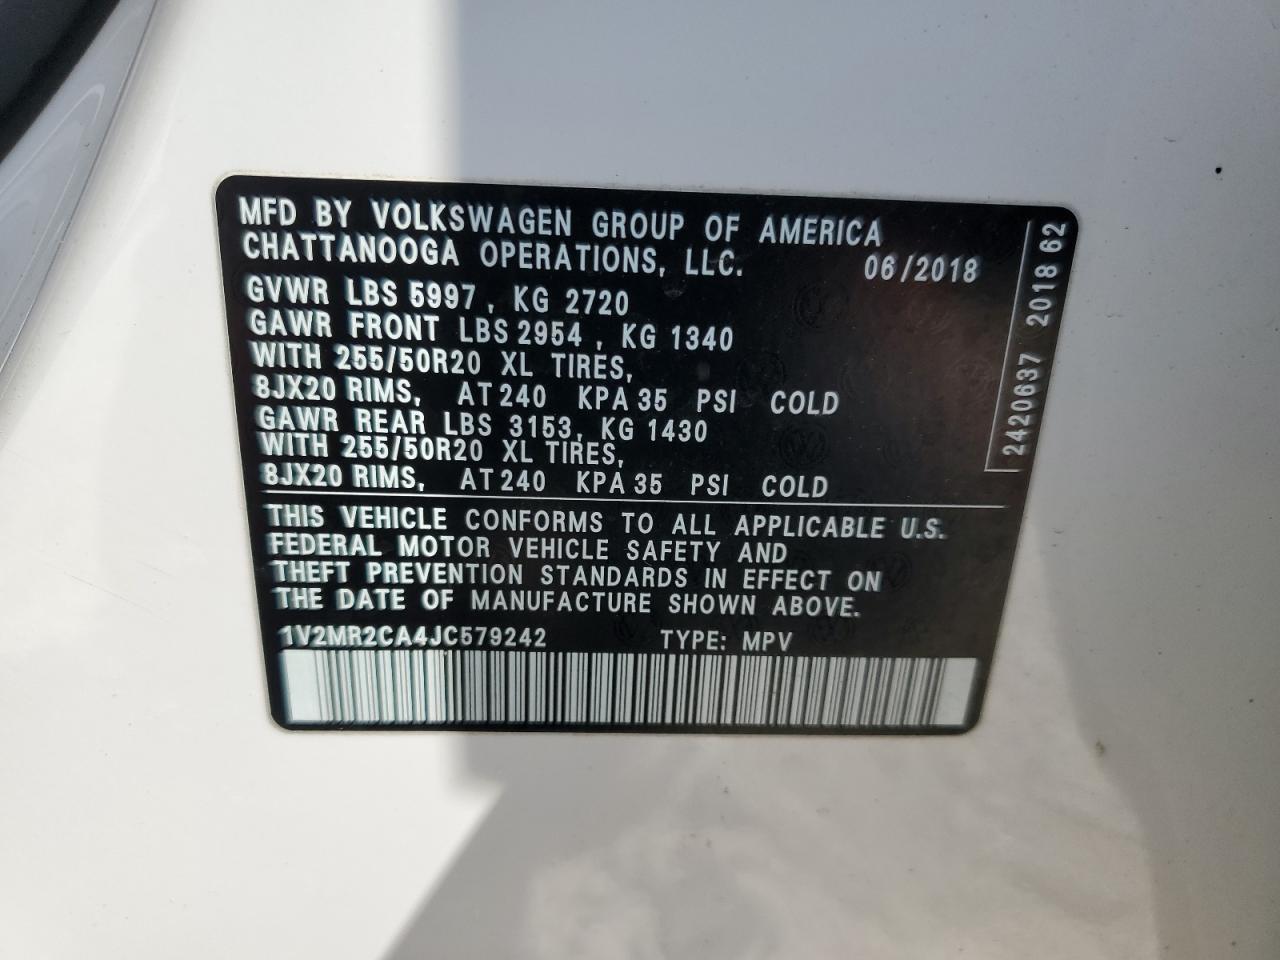 MFD BY VOLKSWAGEN GROUP OF AMERICA
CHATTANOOGA OPERATIONS, LLC. 06/2018
GVWR LBS 5997, KG 2720
GAWR FRONT LBS 2954, KG 1340
WITH 255/50R20 XL TIRES,
8JX20 RIMS, AT 240 KPA 35 PSI COLD
GAWR REAR LBS 3153, KG 1430
WITH 255/50R20 XL TIRES,
8JX20 RIMS, AT 240 KPA 35 PSI COLD
THIS VEHICLE CONFORMS TO ALL APPLICABLE U.S.
FEDERAL MOTOR VEHICLE SAFETY AND
THEFT PREVENTION STANDARDS IN EFFECT ON
THE DATE OF MANUFACTURE SHOWN ABOVE.
1V2MR2CA4JC579242 TYPE: MPV
2420637 2018 62